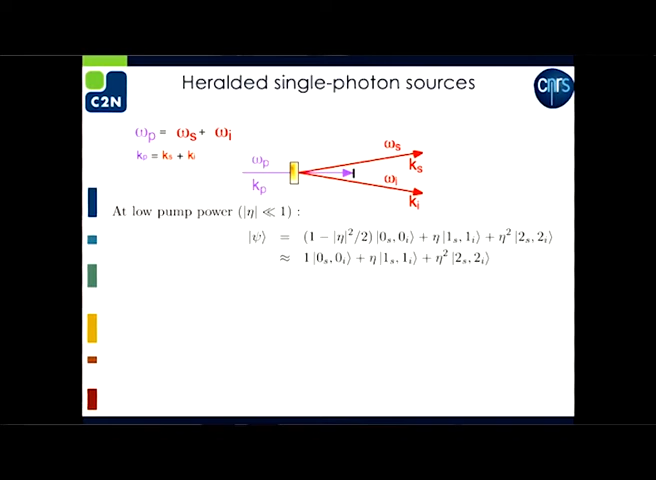 Heralded single-photon sources
C2N
cnrs
ωp = ωs + ωi
kp = ks + ki
ωp
kp
ωs
ks
ωi
ki
At low pump power (|η| ≪ 1) :
|ψ⟩ = (1 − |η|²/2) |0ₛ, 0ᵢ⟩ + η |1ₛ, 1ᵢ⟩ + η² |2ₛ, 2ᵢ⟩
≈ 1 |0ₛ, 0ᵢ⟩ + η |1ₛ, 1ᵢ⟩ + η² |2ₛ, 2ᵢ⟩